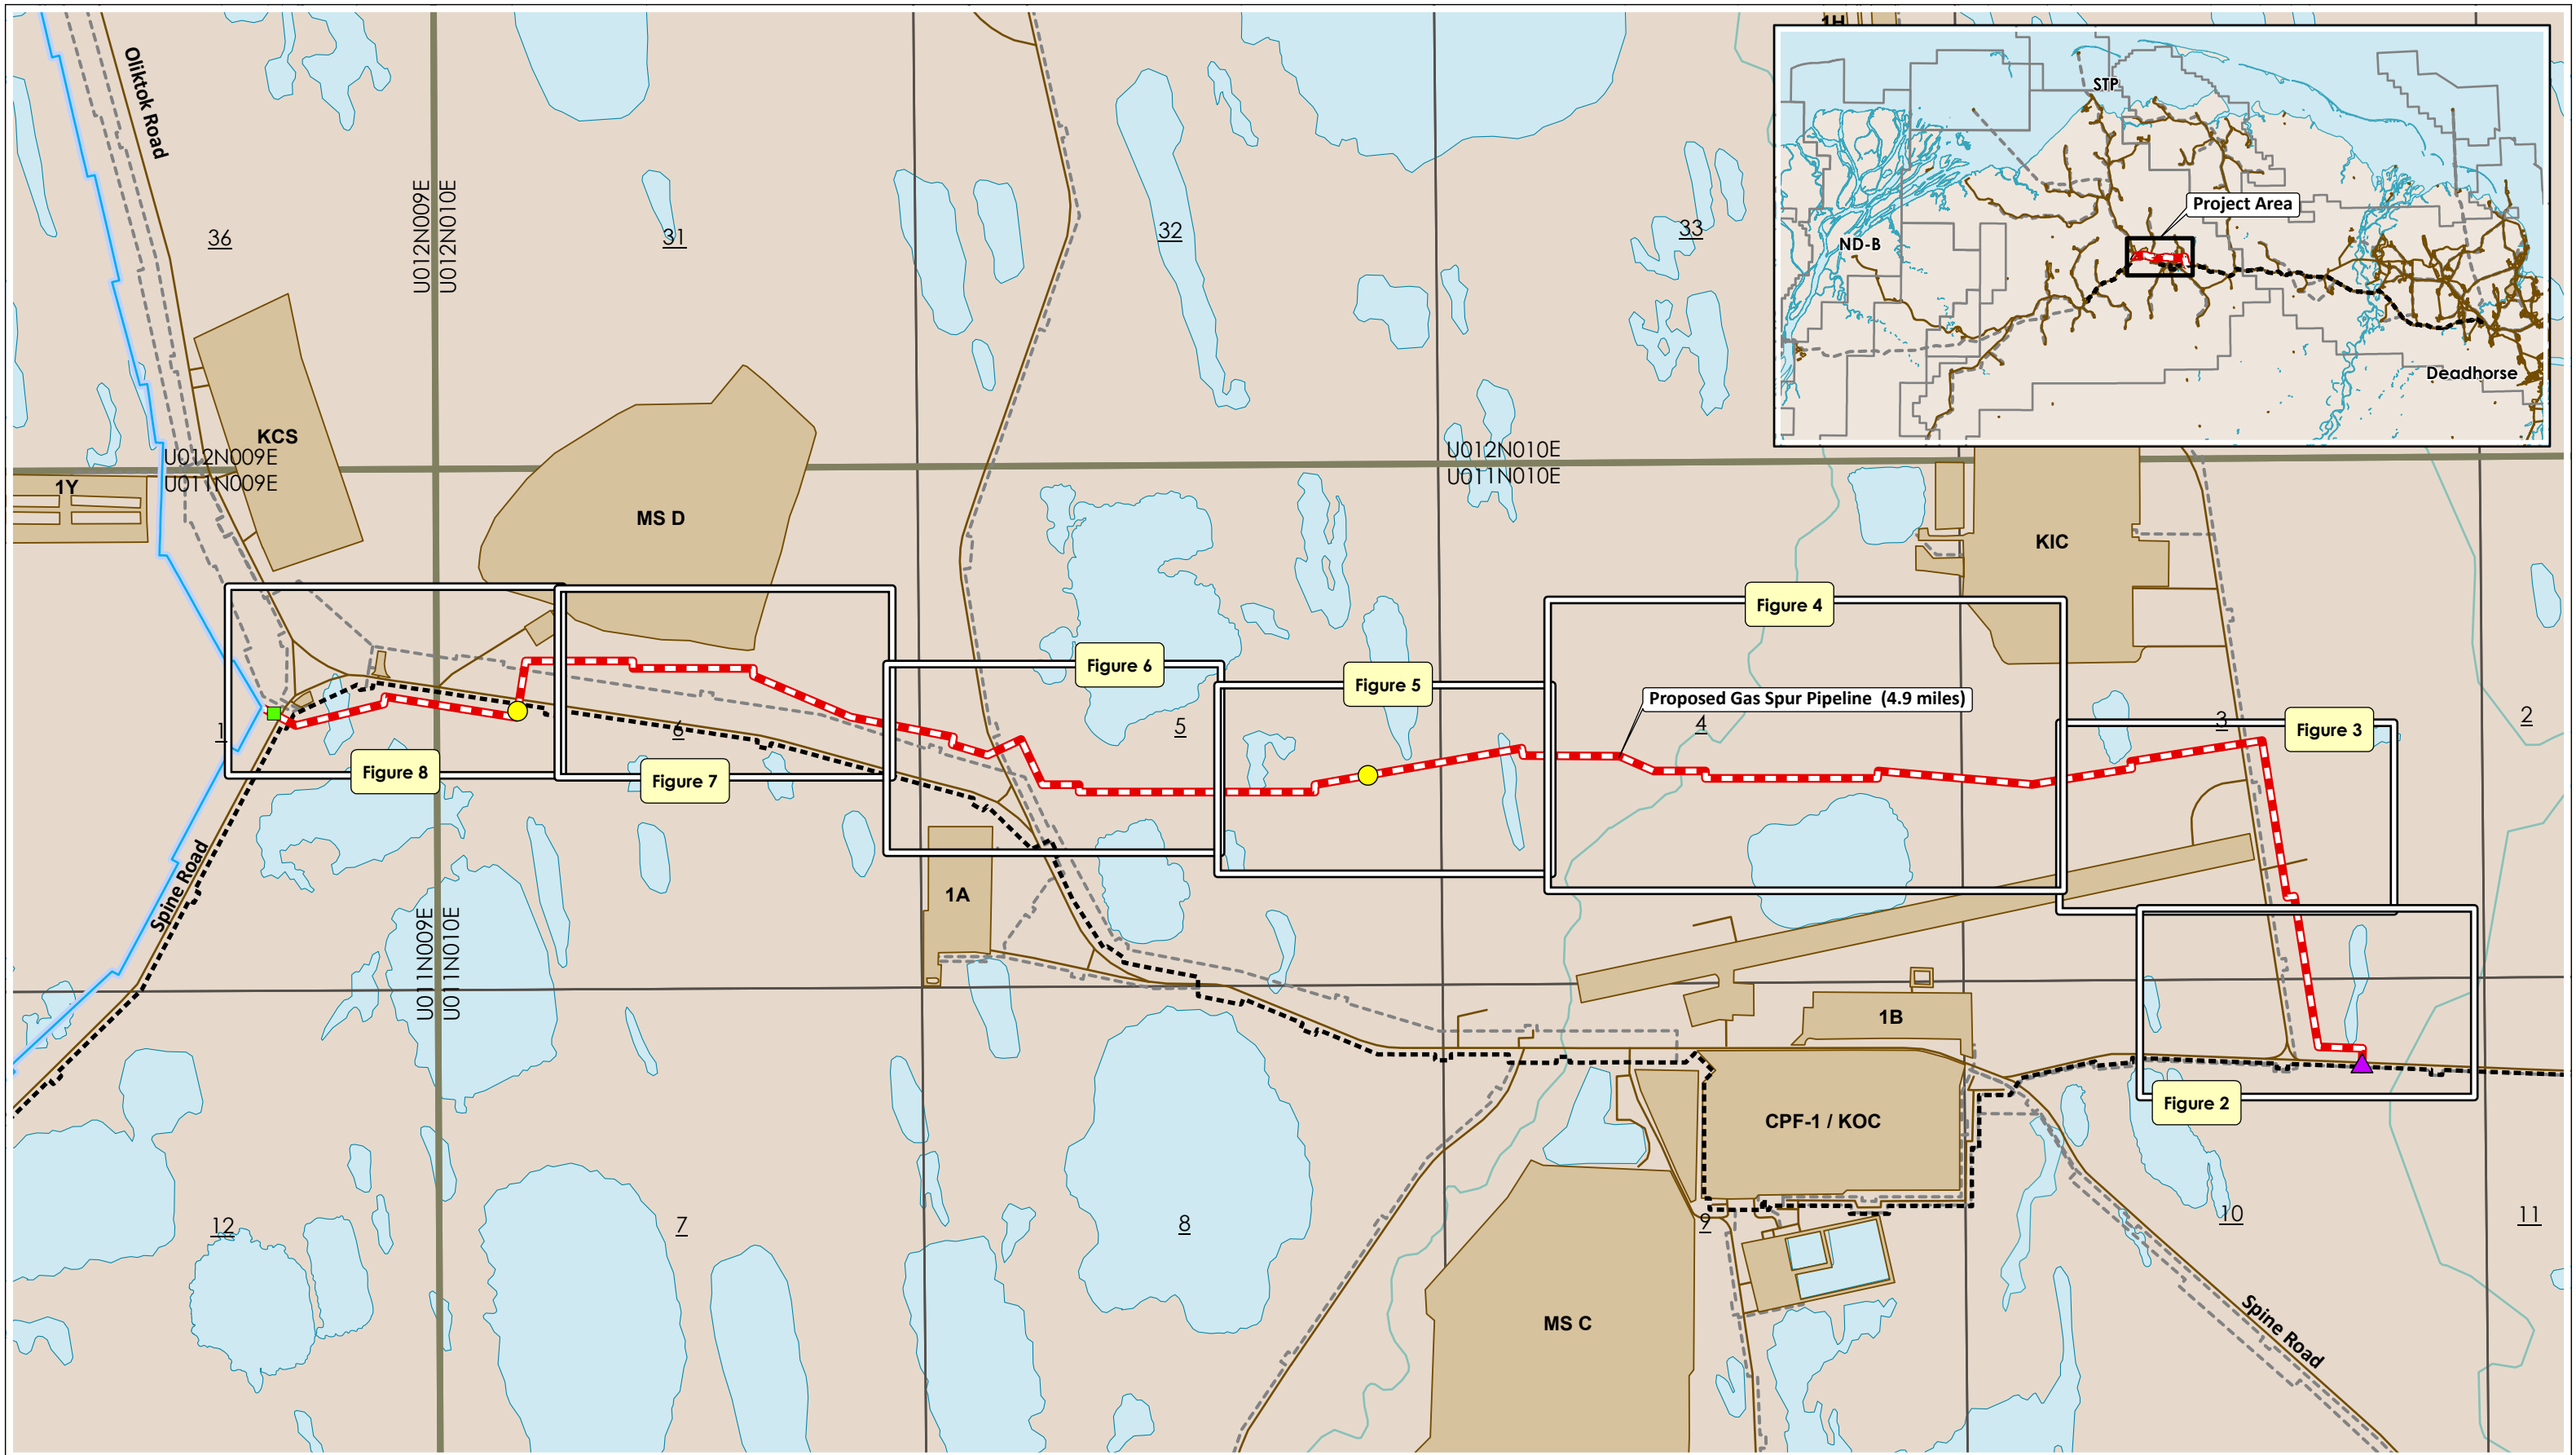 1H
Oliktok Road
STP
Project Area
ND-B
Deadhorse
U012N009E
U012N010E
36
31
32
33
KCS
U012N009E
U011N009E
U012N010E
U011N010E
1Y
MS D
KIC
Figure 4
Figure 6
Figure 5
Proposed Gas Spur Pipeline (4.9 miles)
1
6
5
4
3
2
Figure 3
Figure 8
Figure 7
Spine Road
1A
U011N009E
U011N010E
1B
Figure 2
CPF-1 / KOC
12
7
8
9
10
11
MS C
Spine Road